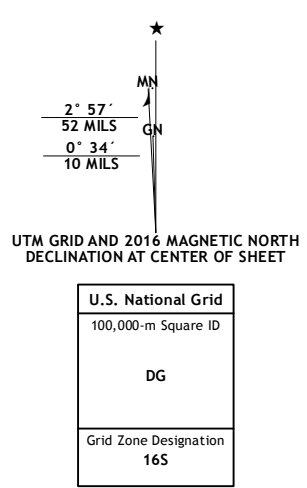 MN
2° 57´
52 MILS
GN
0° 34´
10 MILS
UTM GRID AND 2016 MAGNETIC NORTH
DECLINATION AT CENTER OF SHEET
U.S. National Grid
100,000-m Square ID
DG
Grid Zone Designation
16S